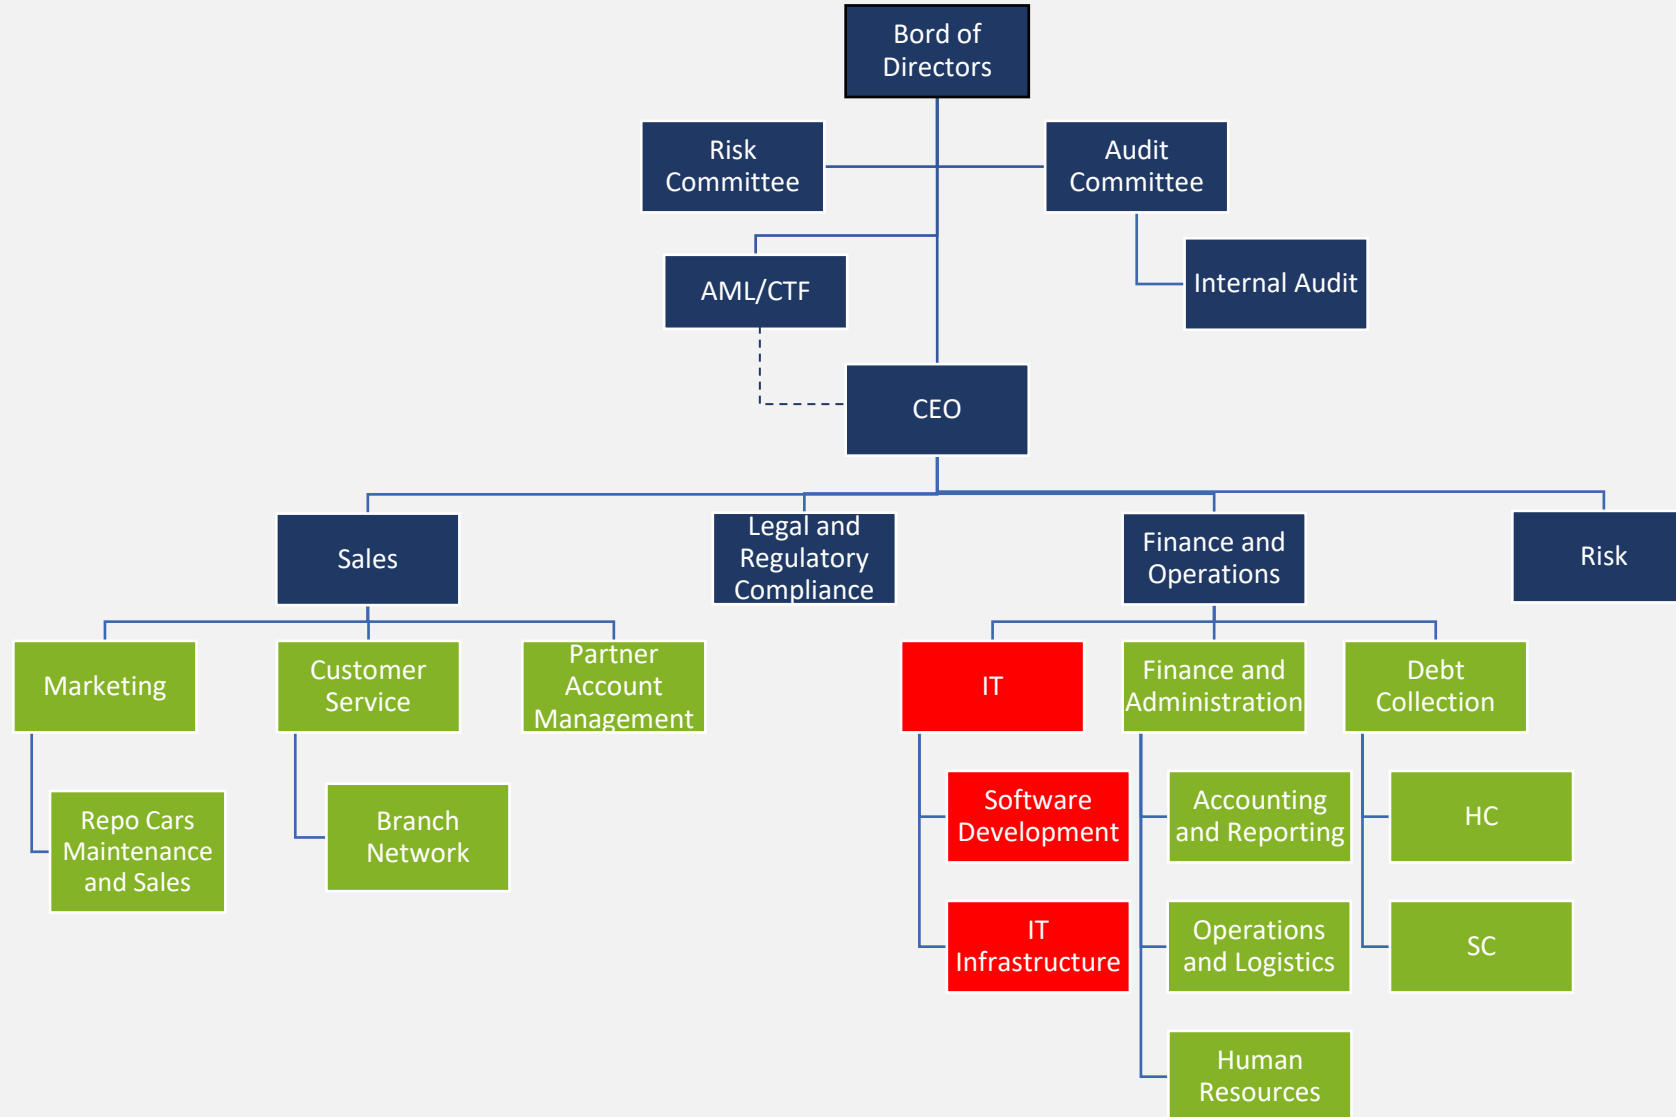 Bord of
Directors
Risk
Committee
Audit
Committee
AML/CTF
Internal Audit
CEO
Sales
Legal and
Regulatory
Compliance
Finance and
Operations
Risk
Marketing
Customer
Service
Partner
Account
Management
IT
Finance and
Administration
Debt
Collection
Repo Cars
Maintenance
and Sales
Branch
Network
Software
Development
Accounting
and Reporting
HC
IT
Infrastructure
Operations
and Logistics
SC
Human
Resources